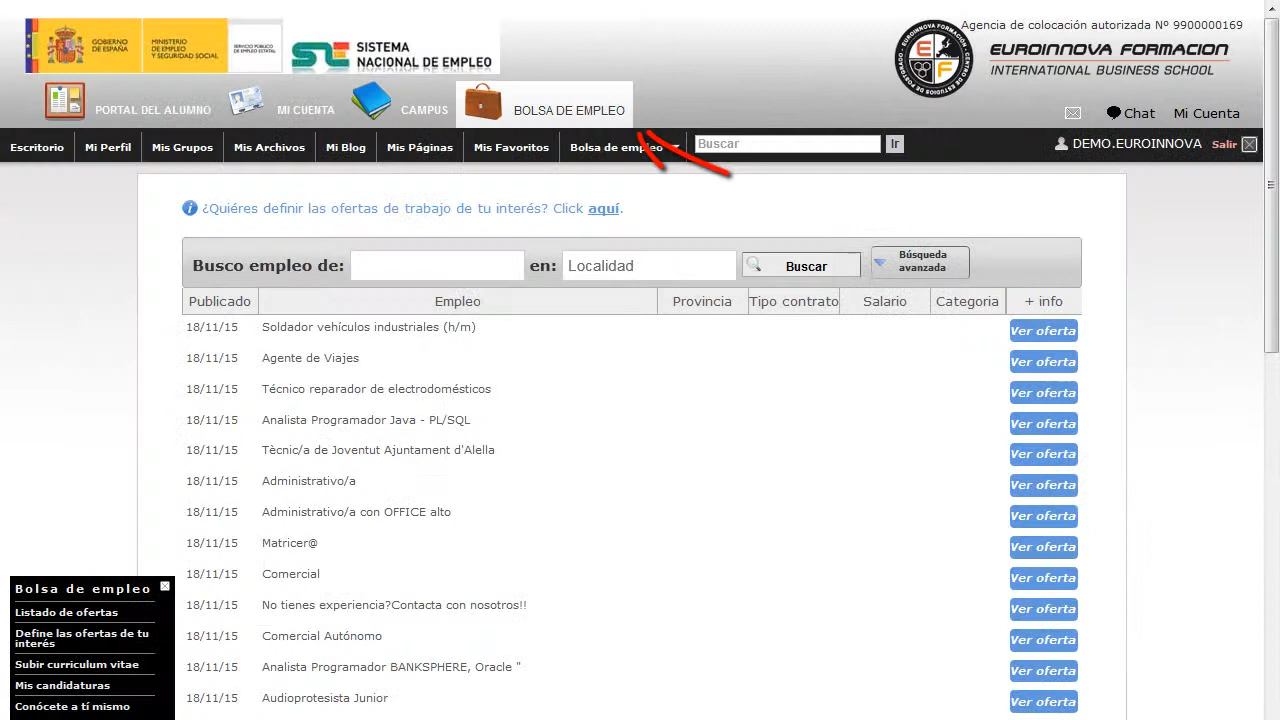 Agencia de colocación autorizada Nº 9900000169
GOBIERNO
DE ESPAÑA
MINISTERIO
DE EMPLEO
Y SEGURIDAD SOCIAL
SERVICIO PÚBLICO
DE EMPLEO ESTATAL
SISTEMA
NACIONAL DE EMPLEO
EUROINNOVA FORMACION
INTERNATIONAL BUSINESS SCHOOL
PORTAL DEL ALUMNO
MI CUENTA
CAMPUS
BOLSA DE EMPLEO
Chat
Mi Cuenta
Escritorio
Mi Perfil
Mis Grupos
Mis Archivos
Mi Blog
Mis Páginas
Mis Favoritos
Bolsa de empleo
Buscar
Ir
DEMO.EUROINNOVA
Salir
¿Quiéres definir las ofertas de trabajo de tu interés? Click aquí.
Busco empleo de:
en:
Localidad
Buscar
Búsqueda
avanzada
Publicado Empleo Provincia Tipo contrato Salario Categoria + info
18/11/15 Soldador vehículos industriales (h/m) Ver oferta
18/11/15 Agente de Viajes Ver oferta
18/11/15 Técnico reparador de electrodomésticos Ver oferta
18/11/15 Analista Programador Java - PL/SQL Ver oferta
18/11/15 Tècnic/a de Joventut Ajuntament d'Alella Ver oferta
18/11/15 Administrativo/a Ver oferta
18/11/15 Administrativo/a con OFFICE alto Ver oferta
18/11/15 Matricer@ Ver oferta
18/11/15 Comercial Ver oferta
18/11/15 No tienes experiencia?Contacta con nosotros!! Ver oferta
18/11/15 Comercial Autónomo Ver oferta
18/11/15 Analista Programador BANKSPHERE, Oracle " Ver oferta
18/11/15 Audioprotesista Junior Ver oferta
Bolsa de empleo
Listado de ofertas
Define las ofertas de tu
interés
Subir curriculum vitae
Mis candidaturas
Conócete a tí mismo